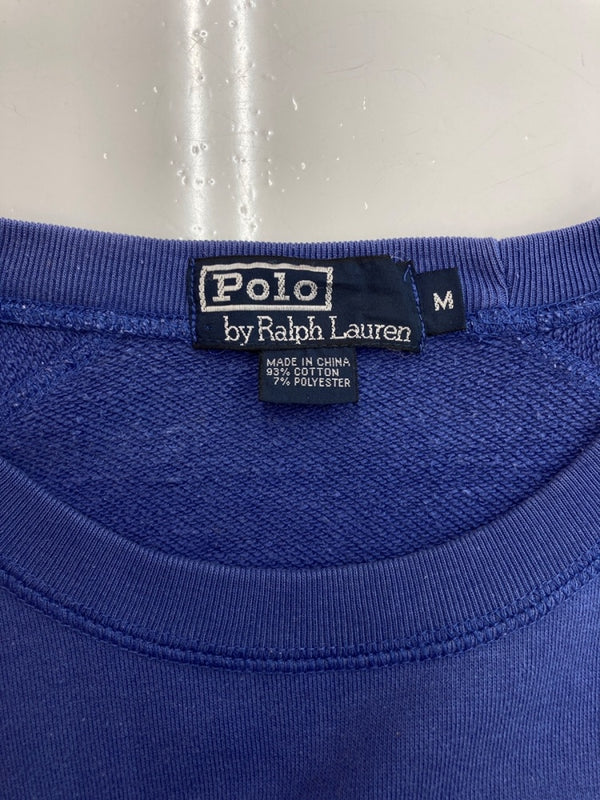 Polo
by Ralph Lauren
M
MADE IN CHINA
93% COTTON
7% POLYESTER